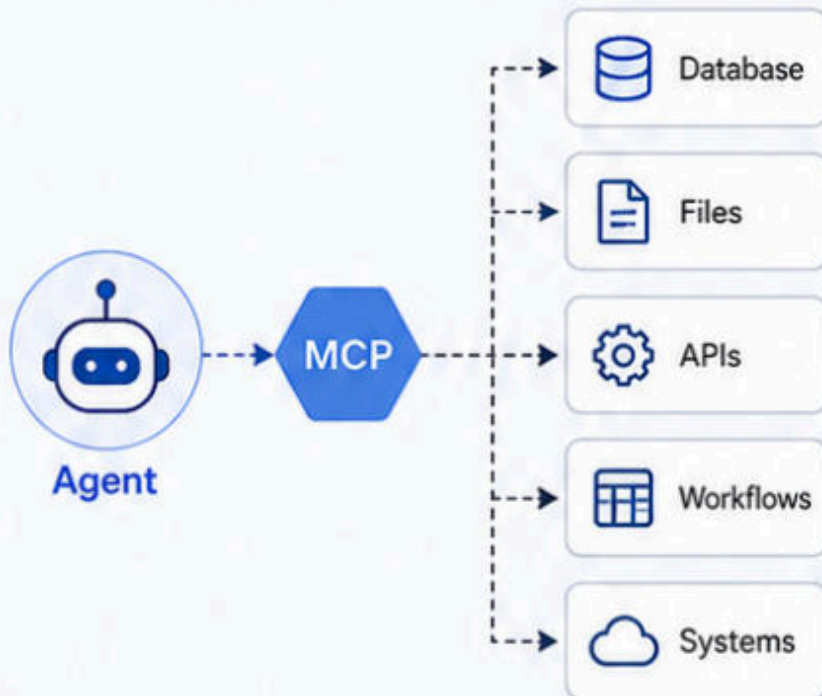 Agent
MCP
Database
Files
APIs
Workflows
Systems